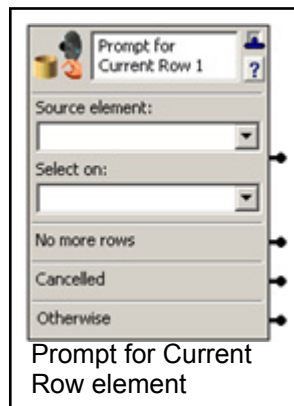 Prompt for
Current Row 1
?
Source element:
Select on:
No more rows
Cancelled
Otherwise
Prompt for Current
Row element